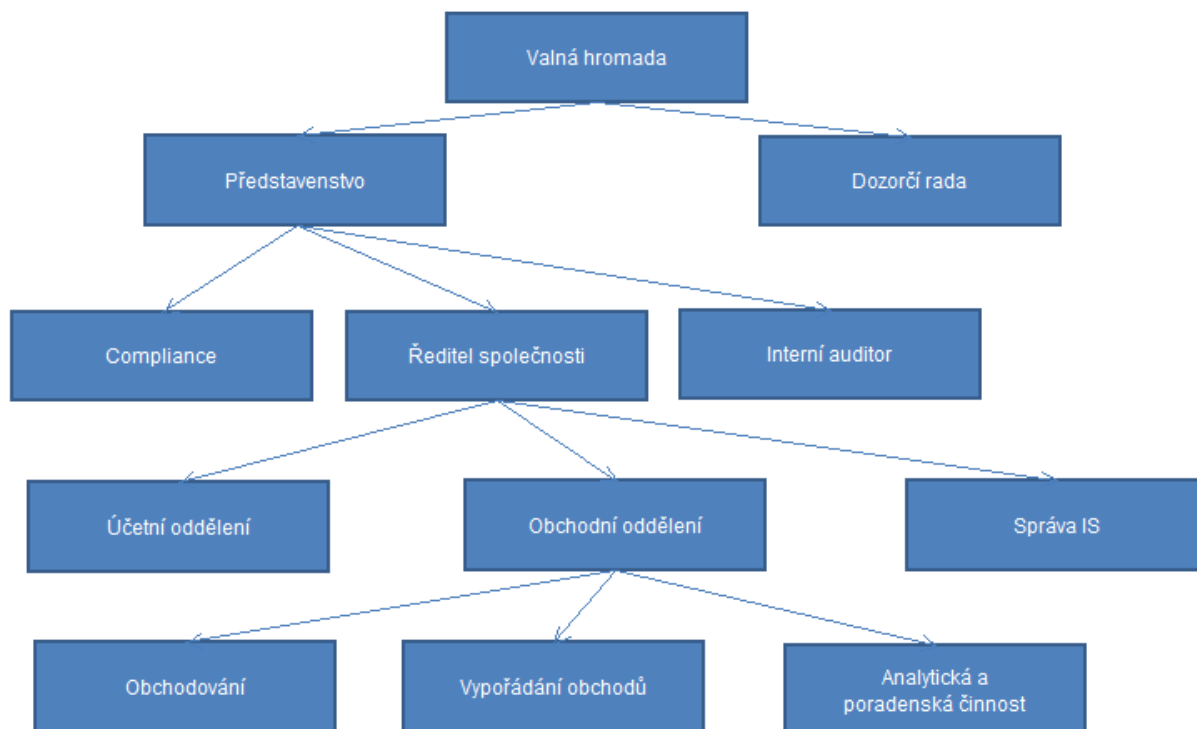 Valná hromada
Představenstvo
Dozorčí rada
Compliance
Ředitel společnosti
Interní auditor
Účetní oddělení
Obchodní oddělení
Správa IS
Obchodování
Vypořádání obchodů
Analytická a
poradenská činnost